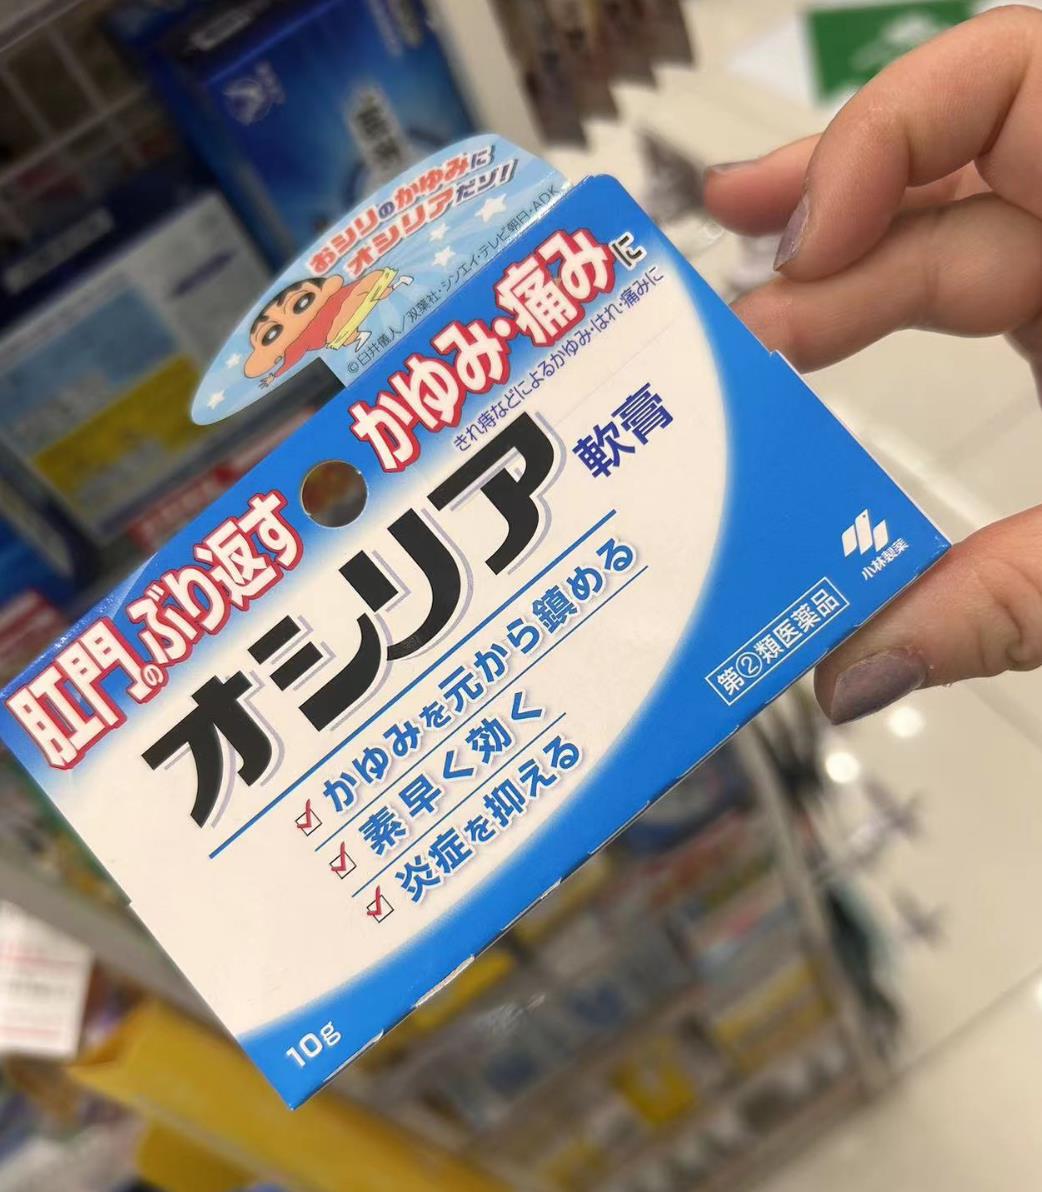 おシリのかゆみに
オシリアだゾ!
©臼井儀人/双葉社・シンエイ・テレビ朝日・ADK
肛門のぶり返す
かゆみ・痛みに
きれ痔などによるかゆみ・はれ・痛みに
オシリア
軟膏
かゆみを元から鎮める
素早く効く
炎症を抑える
小林製薬
第②類医薬品
10g